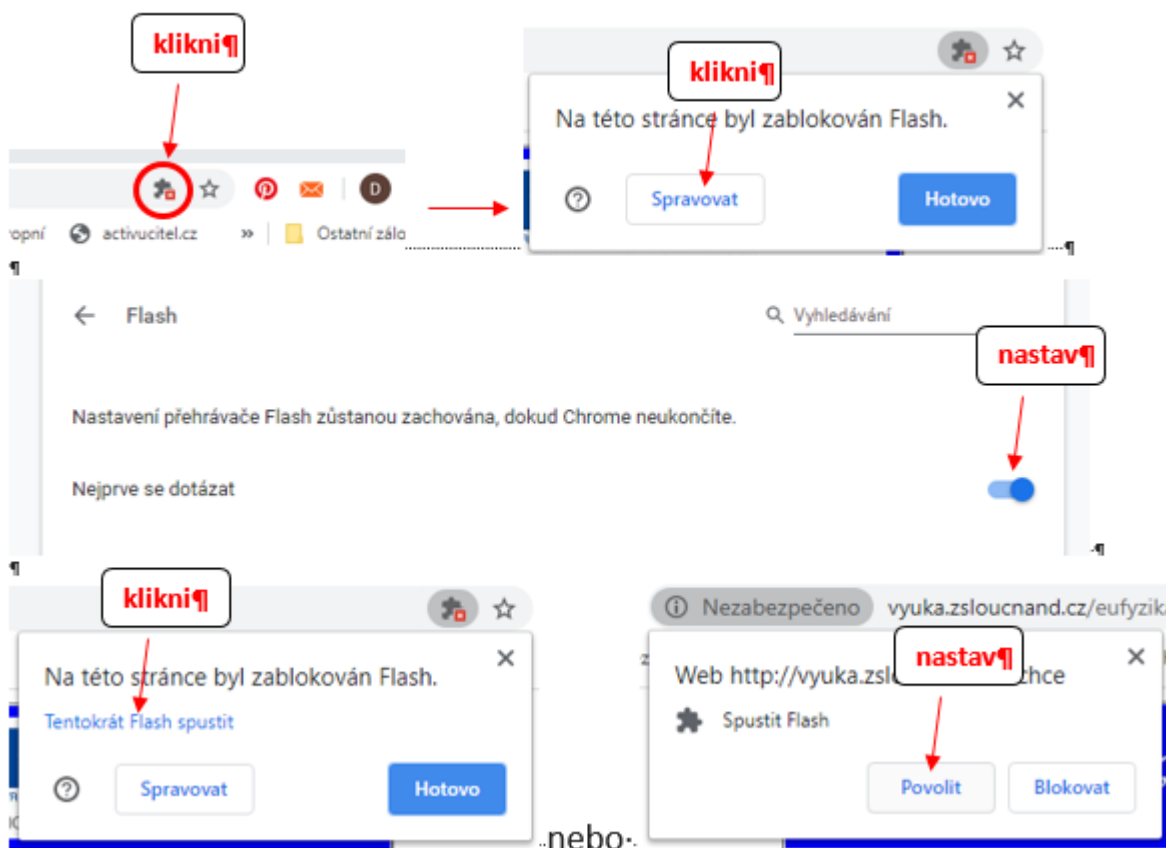 klikni¶
klikni¶
Na této stránce byl zablokován Flash.
Spravovat
Hotovo
D
ropní activucitel.cz » Ostatní zálo
¶
¶
Flash
Vyhledávání
nastav¶
Nastavení přehrávače Flash zůstanou zachována, dokud Chrome neukončíte.
Nejprve se dotázat
¶
¶
klikni¶
Na této stránce byl zablokován Flash.
Tentokrát Flash spustit
Spravovat
Hotovo
nebo
Nezabezpečeno vyuka.zsloucnand.cz/eufyzik
nastav¶
Web http://vyuka.zsl chce
Spustit Flash
Povolit
Blokovat